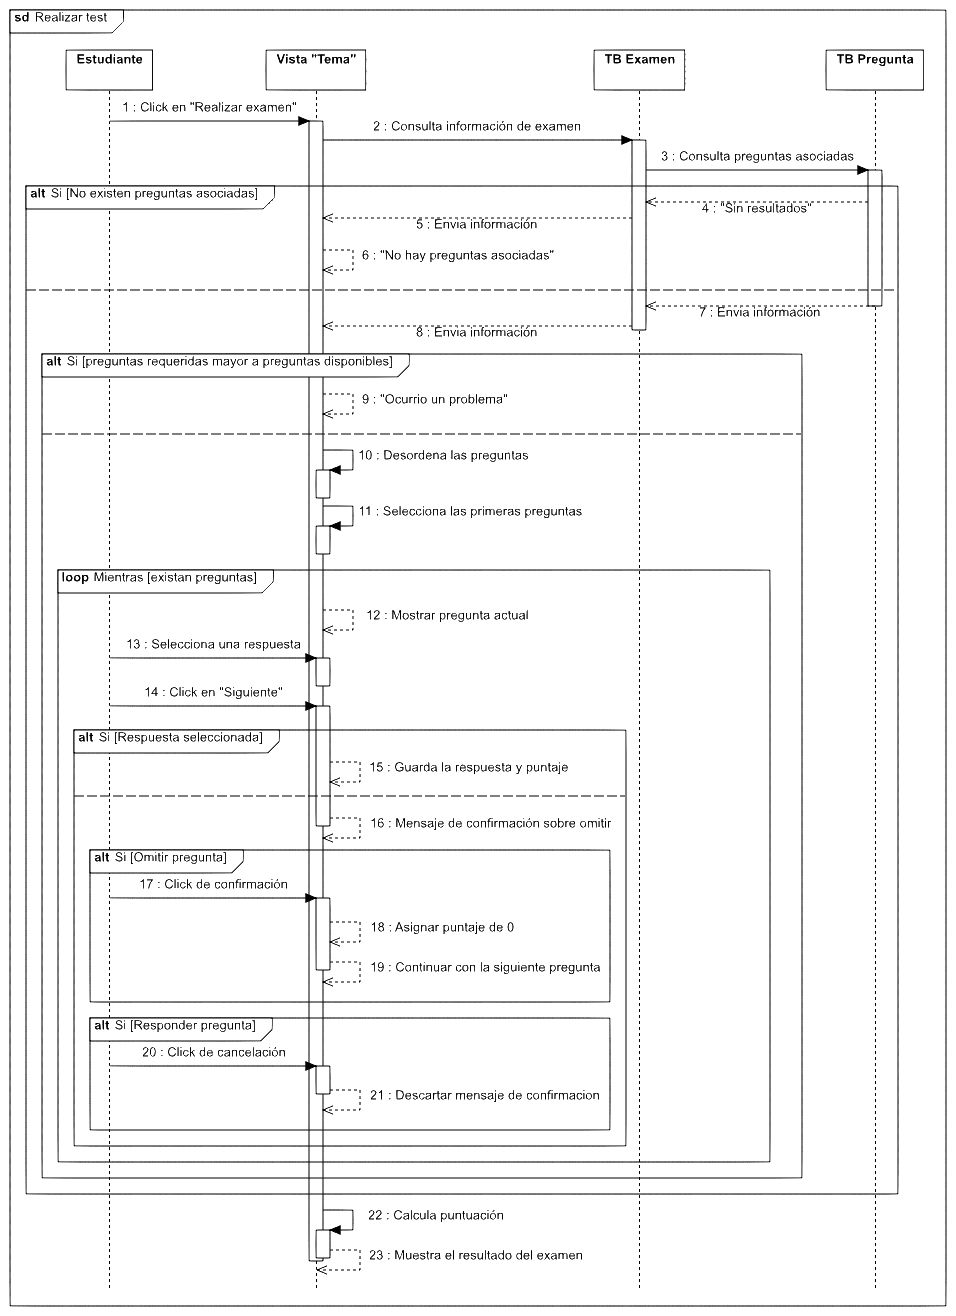 sd Realizar test
Estudiante
Vista "Tema"
TB Examen
TB Pregunta
1 : Click en "Realizar examen"
2 : Consulta información de examen
3 : Consulta preguntas asociadas
alt Si [No existen preguntas asociadas]
4 : "Sin resultados"
5 : Envia información
6 : "No hay preguntas asociadas"
7 : Envia información
8 : Envia información
alt Si [preguntas requeridas mayor a preguntas disponibles]
9 : "Ocurrio un problema"
10 : Desordena las preguntas
11 : Selecciona las primeras preguntas
loop Mientras [existan preguntas]
12 : Mostrar pregunta actual
13 : Selecciona una respuesta
14 : Click en "Siguiente"
alt Si [Respuesta seleccionada]
15 : Guarda la respuesta y puntaje
16 : Mensaje de confirmación sobre omitir
alt Si [Omitir pregunta]
17 : Click de confirmación
18 : Asignar puntaje de 0
19 : Continuar con la siguiente pregunta
alt Si [Responder pregunta]
20 : Click de cancelación
21 : Descartar mensaje de confirmacion
22 : Calcula puntuación
23 : Muestra el resultado del examen